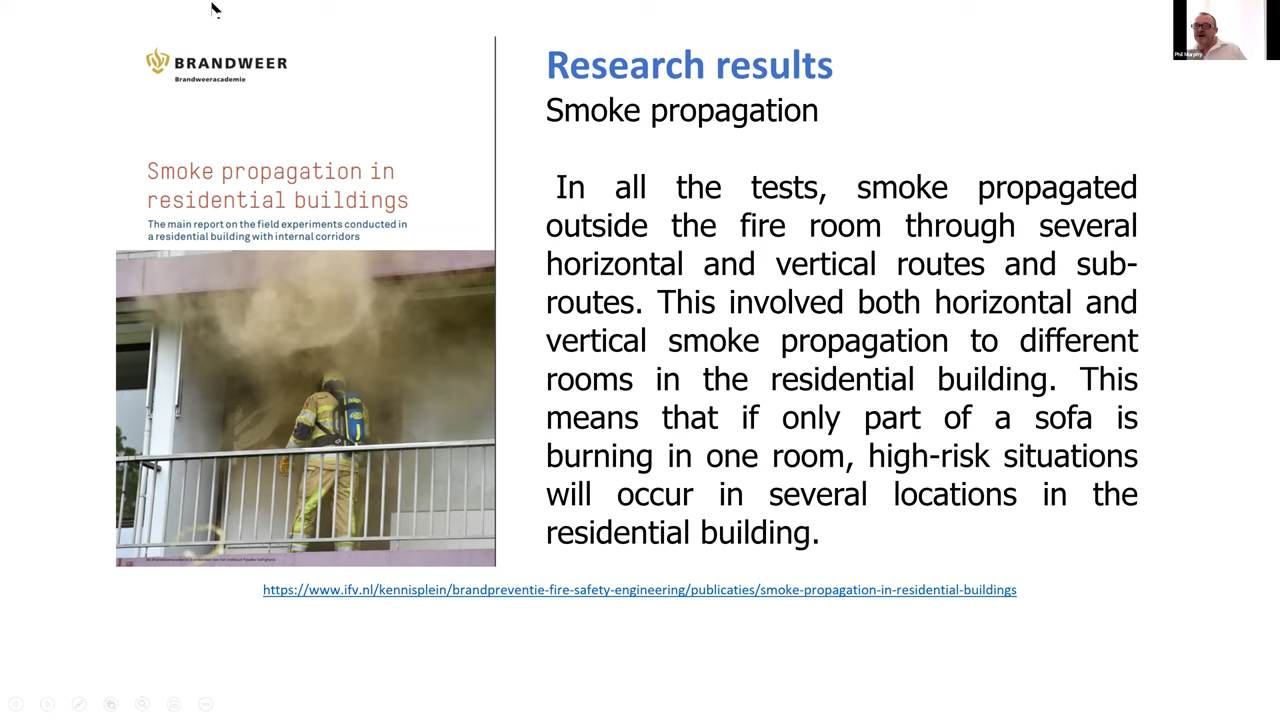 BRANDWEER
Brandweeracademie
Smoke propagation in
residential buildings
The main report on the field experiments conducted in
a residential building with internal corridors
Research results
Smoke propagation
In all the tests, smoke propagated
outside the fire room through several
horizontal and vertical routes and sub-
routes. This involved both horizontal and
vertical smoke propagation to different
rooms in the residential building. This
means that if only part of a sofa is
burning in one room, high-risk situations
will occur in several locations in the
residential building.
https://www.ifv.nl/kennisplein/brandpreventie-fire-safety-engineering/publicaties/smoke-propagation-in-residential-buildings
Phil Murphy